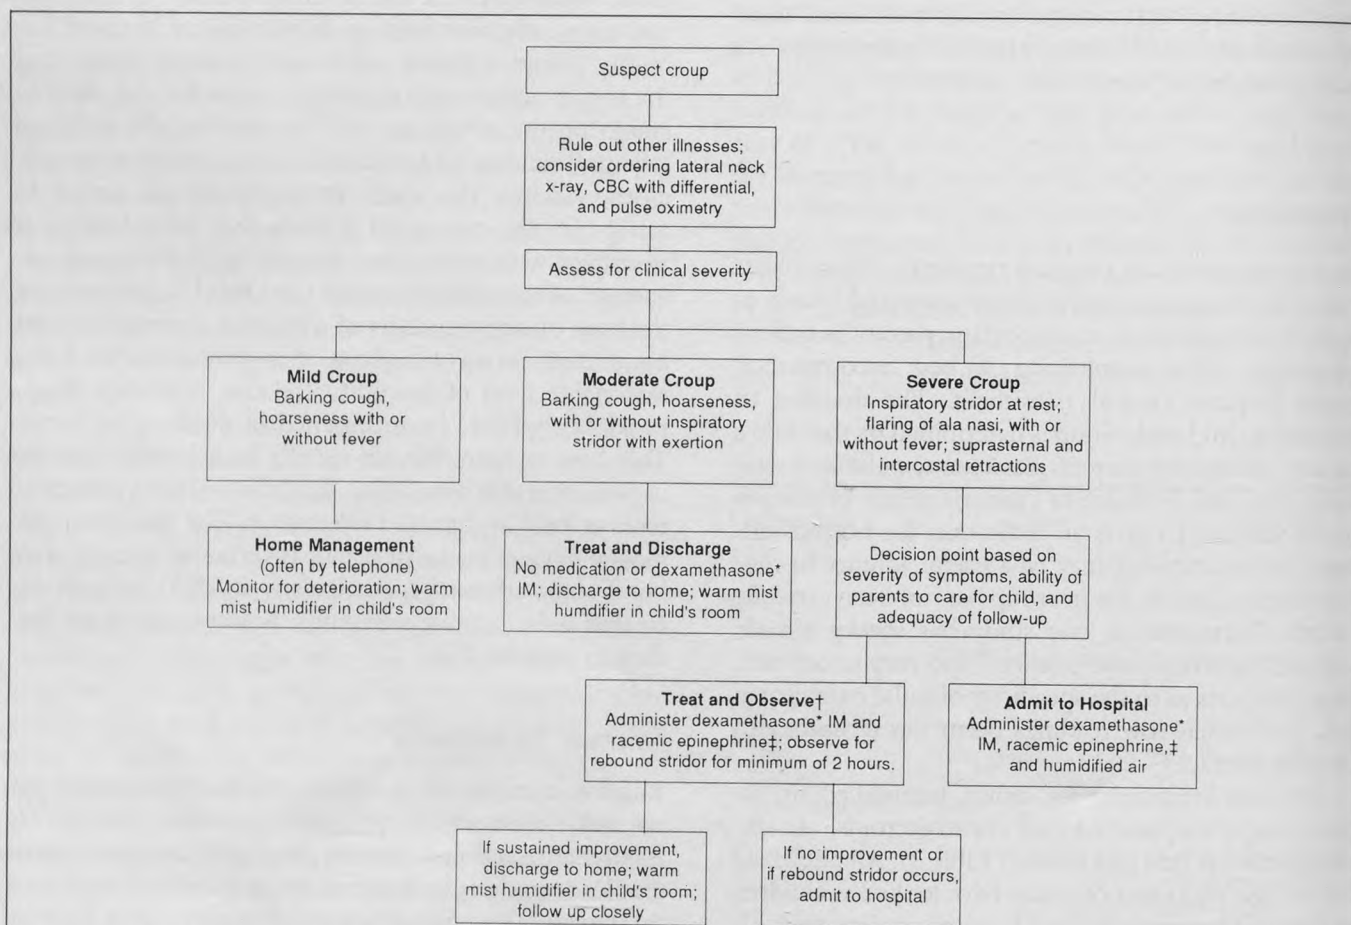 Suspect croup
Rule out other illnesses;
consider ordering lateral neck
x-ray, CBC with differential,
and pulse oximetry
Assess for clinical severity
Mild Croup
Barking cough,
hoarseness with or
without fever
Moderate Croup
Barking cough, hoarseness,
with or without inspiratory
stridor with exertion
Severe Croup
Inspiratory stridor at rest;
flaring of ala nasi, with or
without fever; suprasternal and
intercostal retractions
Home Management
(often by telephone)
Monitor for deterioration; warm
mist humidifier in child's room
Treat and Discharge
No medication or dexamethasone*
IM; discharge to home; warm mist
humdifier in child's room
Decision point based on
severity of symptoms, ability of
parents to care for child, and
adequacy of follow-up
Treat and Observe†
Administer dexamethasone* IM and
racemic epinephrine‡; observe for
rebound stridor for minimum of 2 hours.
Admit to Hospital
Administer dexamethasone*
IM, racemic epinephrine,‡
and humidified air
If sustained improvement,
discharge to home; warm
mist humidifier in child's room;
follow up closely
If no improvement or
if rebound stridor occurs,
admit to hospital